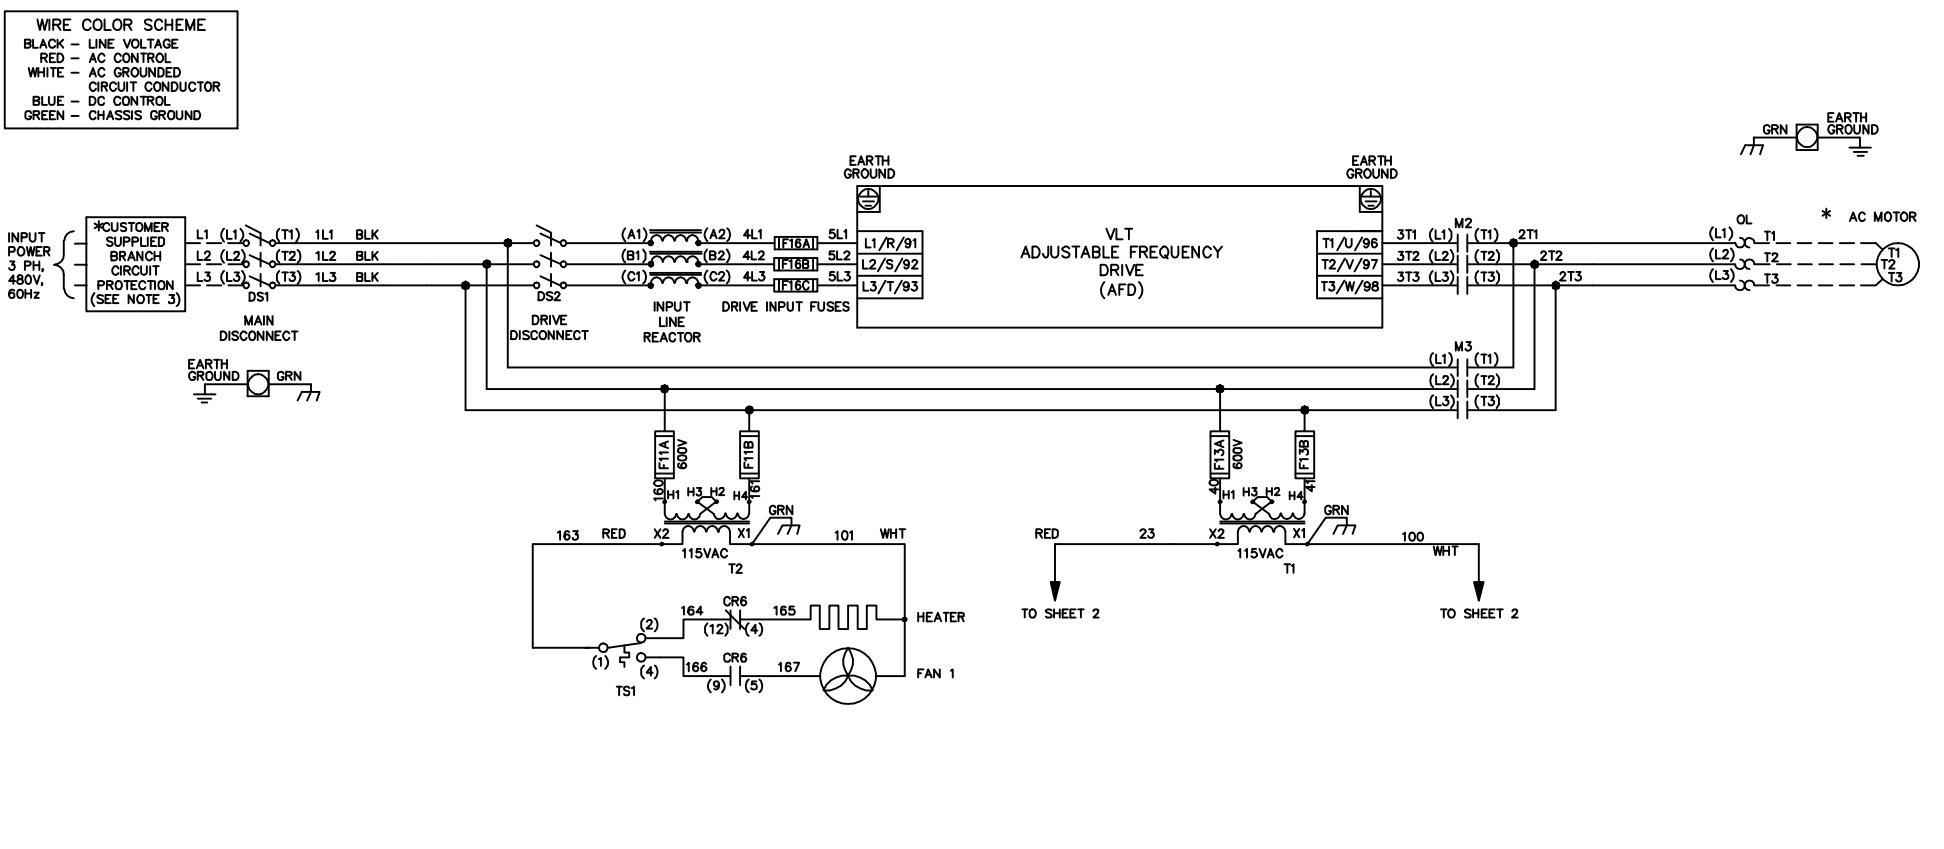 WIRE COLOR SCHEME
BLACK - LINE VOLTAGE
RED - AC CONTROL
WHITE - AC GROUNDED
CIRCUIT CONDUCTOR
BLUE - DC CONTROL
GREEN - CHASSIS GROUND
GRN
EARTH
GROUND
EARTH
GROUND
EARTH
GROUND
INPUT
POWER
3 PH,
480V,
60Hz
*CUSTOMER
SUPPLIED
BRANCH
CIRCUIT
PROTECTION
(SEE NOTE 3)
L1 (L1) (T1) 1L1 BLK
L2 (L2) (T2) 1L2 BLK
L3 (L3) (T3) 1L3 BLK
DS1
MAIN
DISCONNECT
DS2
DRIVE
DISCONNECT
(A1) (A2) 4L1 F16A 5L1 L1/R/91
(B1) (B2) 4L2 F16B 5L2 L2/S/92
(C1) (C2) 4L3 F16C 5L3 L3/T/93
INPUT
LINE
REACTOR
DRIVE INPUT FUSES
VLT
ADJUSTABLE FREQUENCY
DRIVE
(AFD)
M2
T1/U/96 3T1 (L1) (T1) 2T1
T2/V/97 3T2 (L2) (T2) 2T2
T3/W/98 3T3 (L3) (T3) 2T3
OL
* AC MOTOR
(L1) T1 T1
(L2) T2 T2
(L3) T3 T3
EARTH
GROUND GRN
M3
(L1) (T1)
(L2) (T2)
(L3) (T3)
F11A 600V F11B
160 H1 H3 H2 H4 161
GRN
163 RED X2 X1 101 WHT
115VAC
T2
F13A 600V F13B
40 H1 H3 H2 H4 41
GRN
RED 23 X2 X1 100
WHT
115VAC
T1
TO SHEET 2
TO SHEET 2
CR6
164 165
(2) (12) (4)
HEATER
(1)
CR6
166 167
(4) (9) (5)
FAN 1
TS1